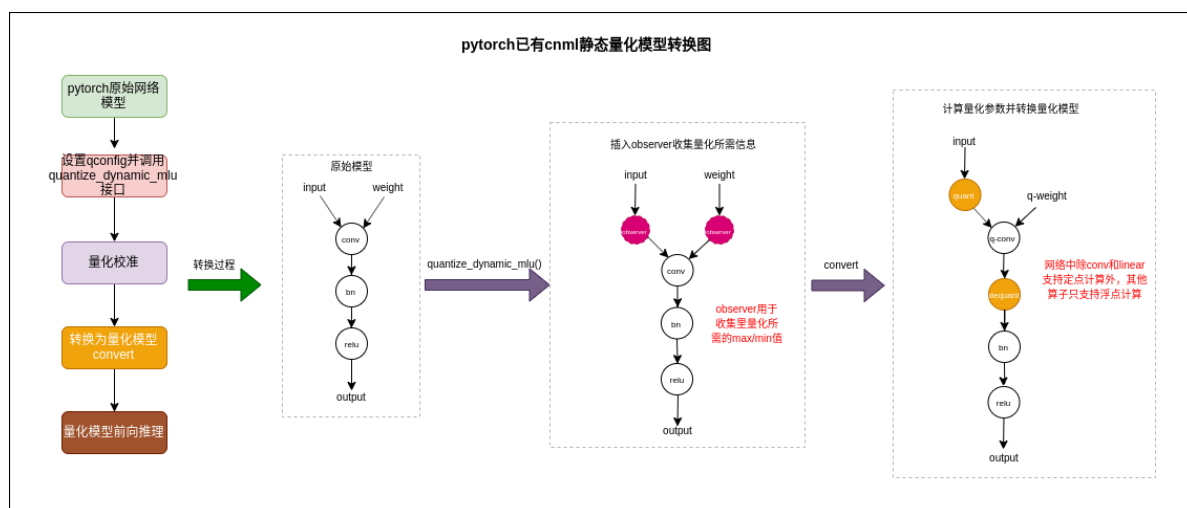 pytorch已有cnml静态量化模型转换图
pytorch原始网络
模型
设置qconfig并调用
quantize_dynamic_mlu
接口
量化校准
转换为量化模型
convert
量化模型前向推理
转换过程
原始模型
input
weight
conv
bn
relu
output
quantize_dynamic_mlu()
插入observer收集量化所需信息
input
weight
observer
observer
conv
bn
relu
output
observer用于
收集里量化所
需的max/min值
convert
计算量化参数并转换量化模型
input
quant
q-weight
q-conv
dequant
bn
relu
output
网络中除conv和linear
支持定点计算外，其他
算子只支持浮点计算